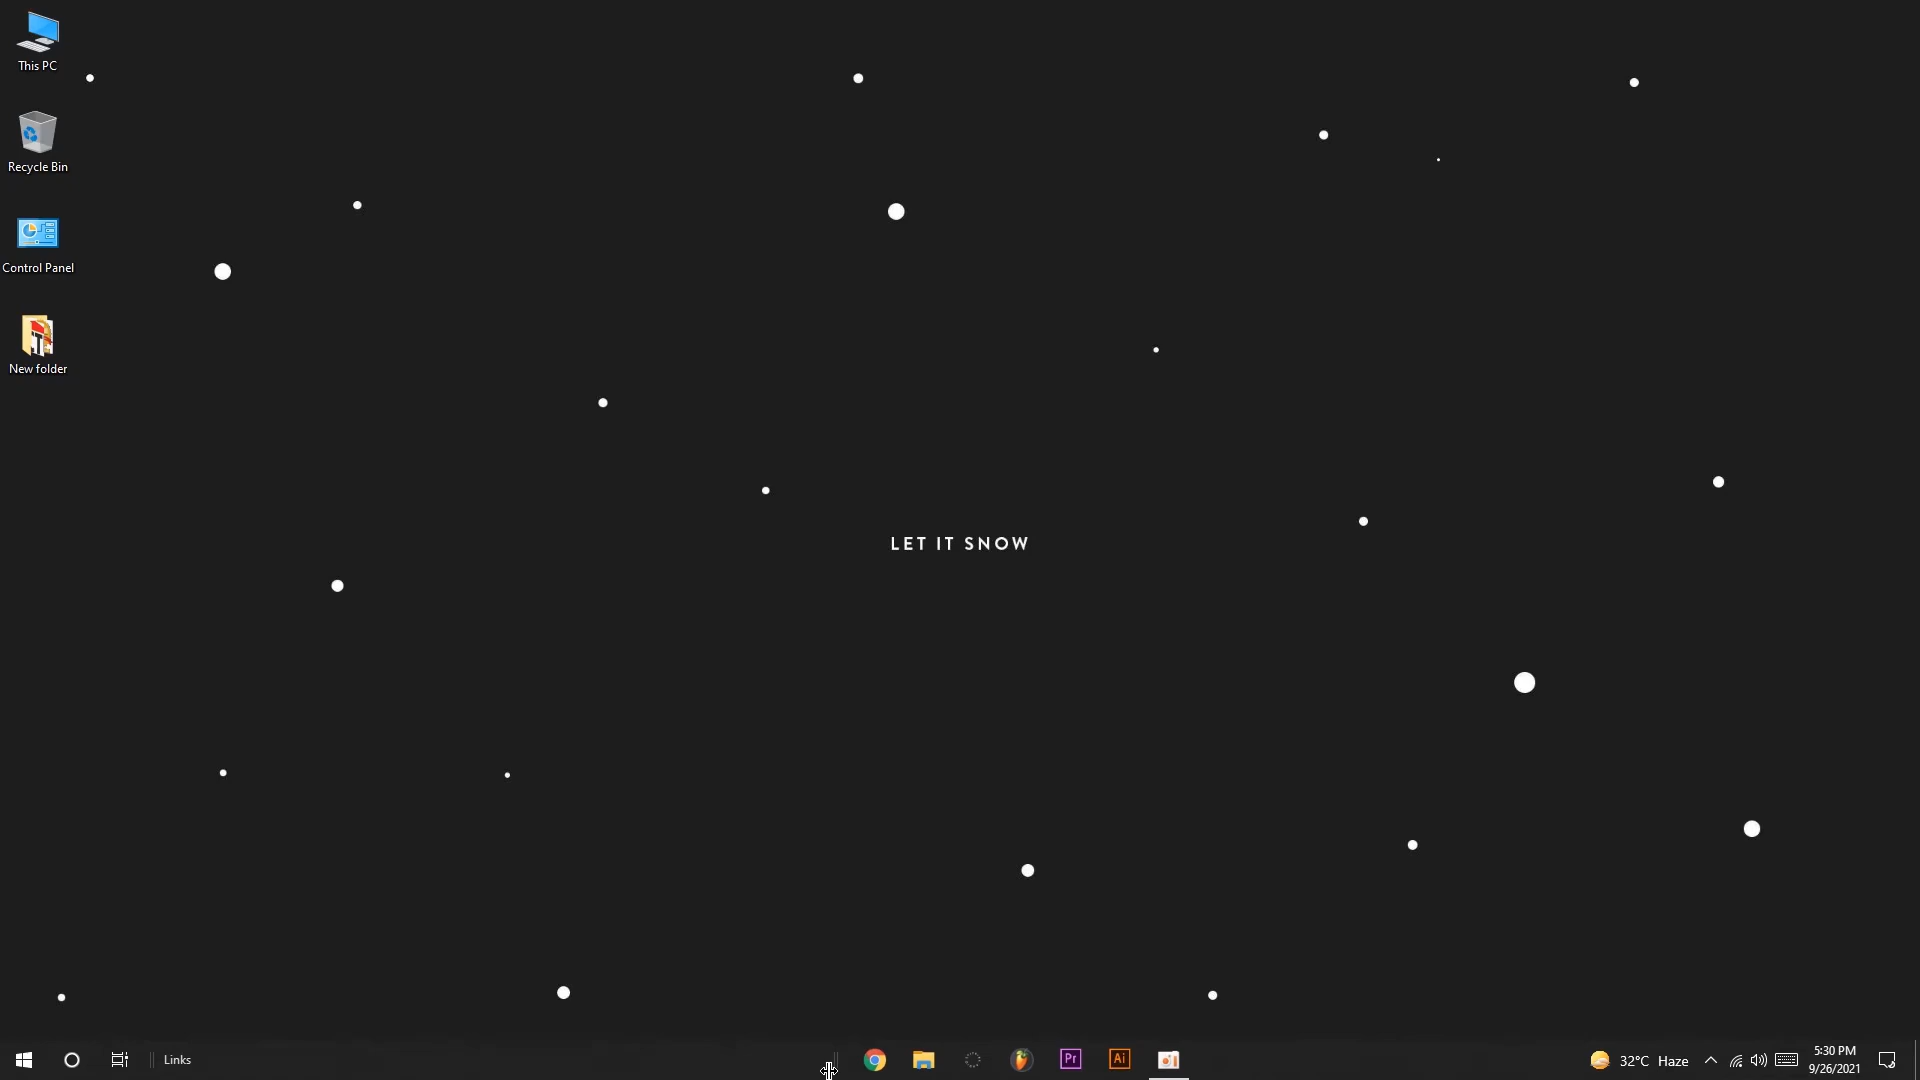 This PC
Recycle Bin
Control Panel
New folder
LET IT SNOW
Links
Pr
Ai
32°C Haze
5:30 PM
9/26/2021